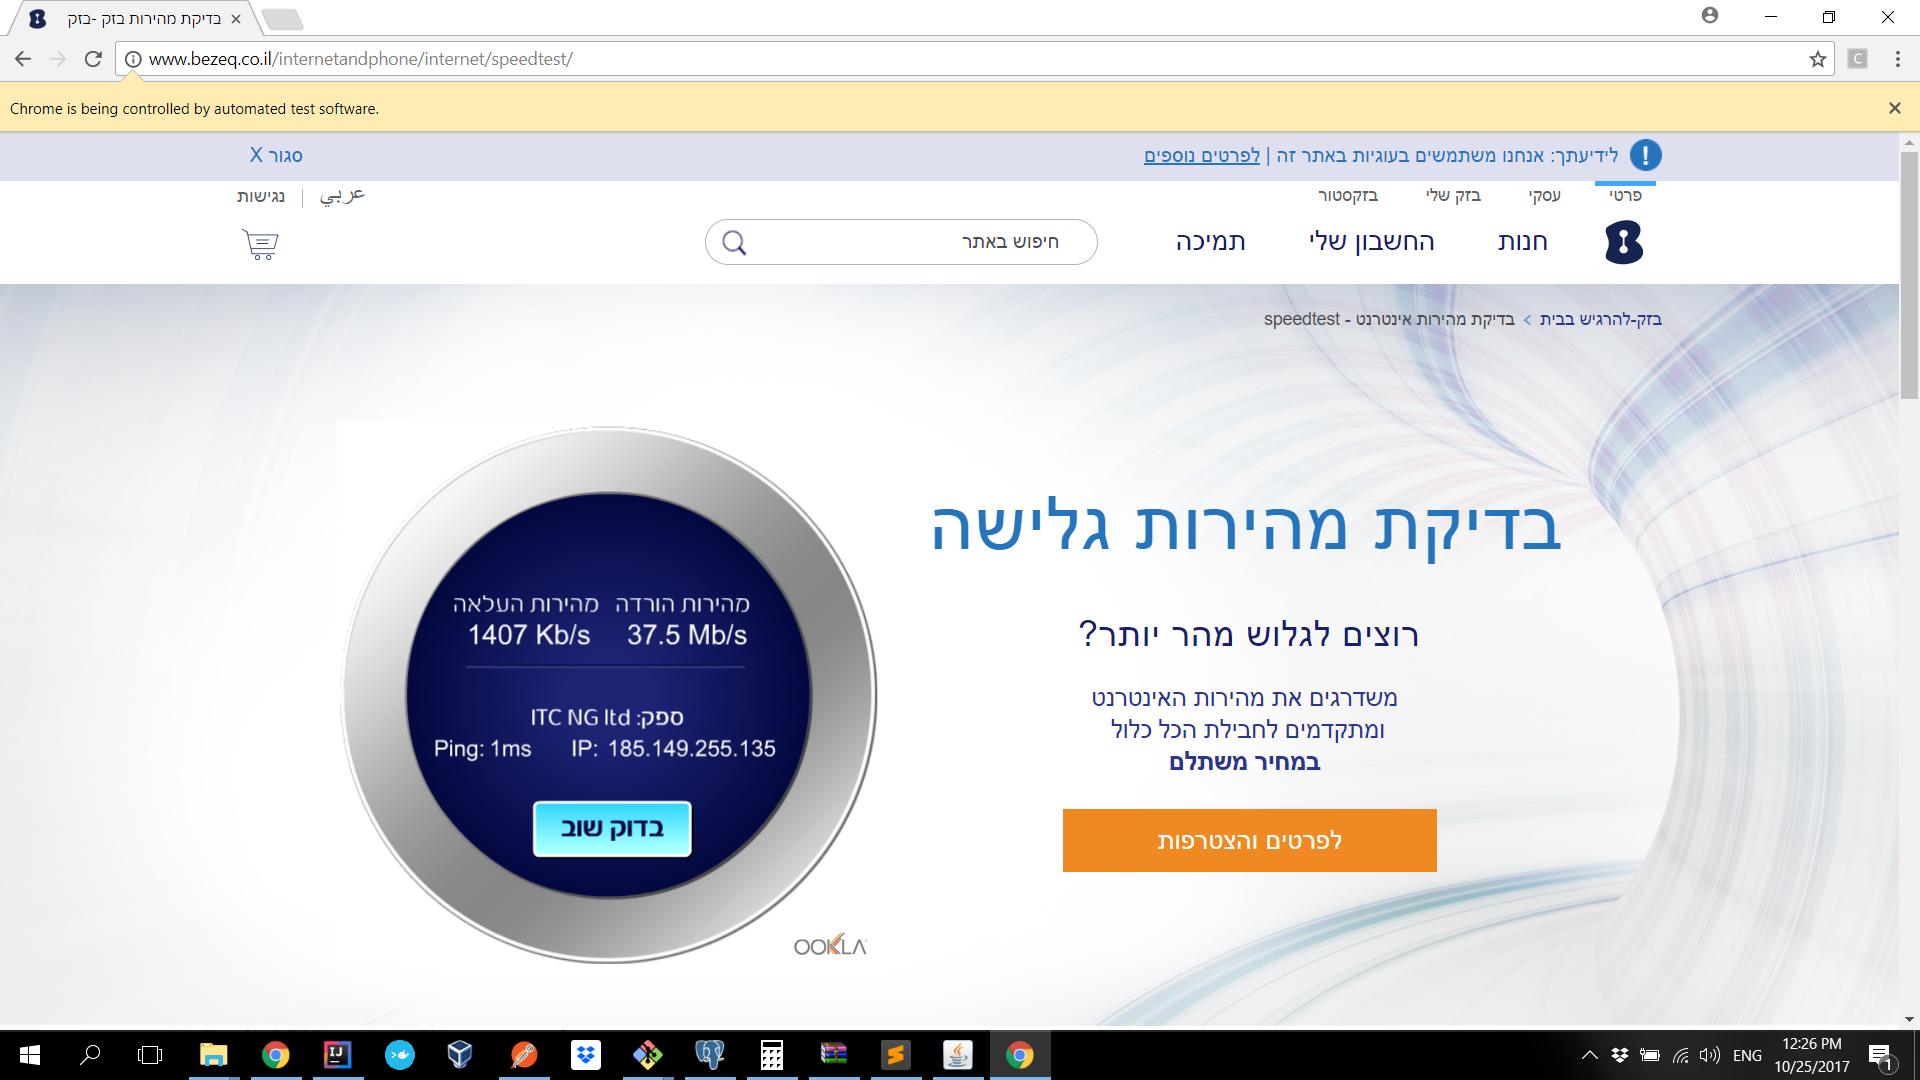 בדיקת מהירות בזק -בזק
www.bezeq.co.il/internetandphone/internet/speedtest/
C
Chrome is being controlled by automated test software.
לידיעתך: אנחנו משתמשים בעוגיות באתר זה | לפרטים נוספים
סגור X
פרטי
עסקי
בזק שלי
בזקסטור
عربي
נגישות
חנות
החשבון שלי
תמיכה
חיפוש באתר
בזק-להרגיש בבית > בדיקת מהירות אינטרנט - speedtest
בדיקת מהירות גלישה
רוצים לגלוש מהר יותר?
משדרגים את מהירות האינטרנט
ומתקדמים לחבילת הכל כלול
במחיר משתלם
לפרטים והצטרפות
מהירות הורדה מהירות העלאה
37.5 Mb/s 1407 Kb/s
ספק: ITC NG ltd
Ping: 1ms IP: 185.149.255.135
בדוק שוב
OOKLA
IJ
ENG
12:26 PM
10/25/2017
1